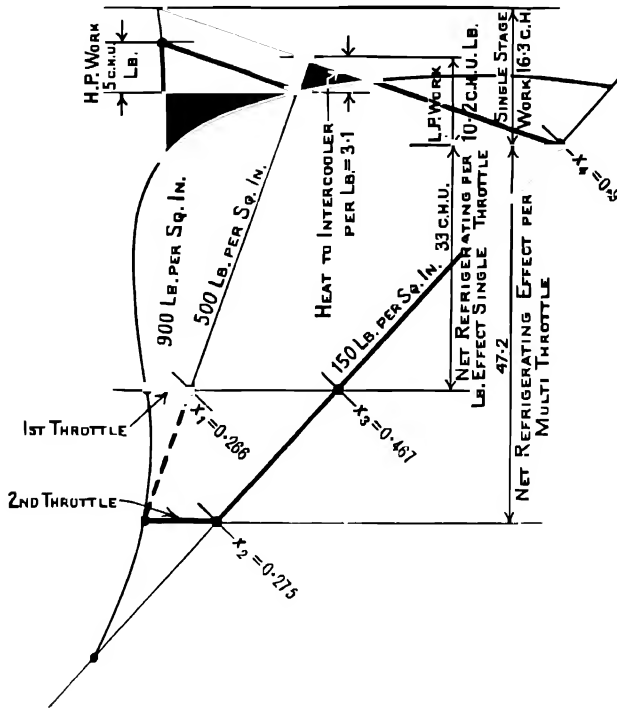 H.P. WORK
5 C.H.U.
LB.
L.P. WORK
10·2 C.H.U. LB.
SINGLE STAGE
WORK 16·3 C.H.
900 LB. PER SQ. IN.
500 LB. PER SQ. IN.
HEAT TO INTERCOOLER
PER LB. = 3·1
150 LB. PER SQ. IN.
NET REFRIGERATING PER
LB. EFFECT SINGLE THROTTLE
33 C.H.U.
NET REFRIGERATING EFFECT PER
MULTI THROTTLE
47·2
1ST THROTTLE
X₁=0·266
X₃=0·467
2ND THROTTLE
X₂=0·275